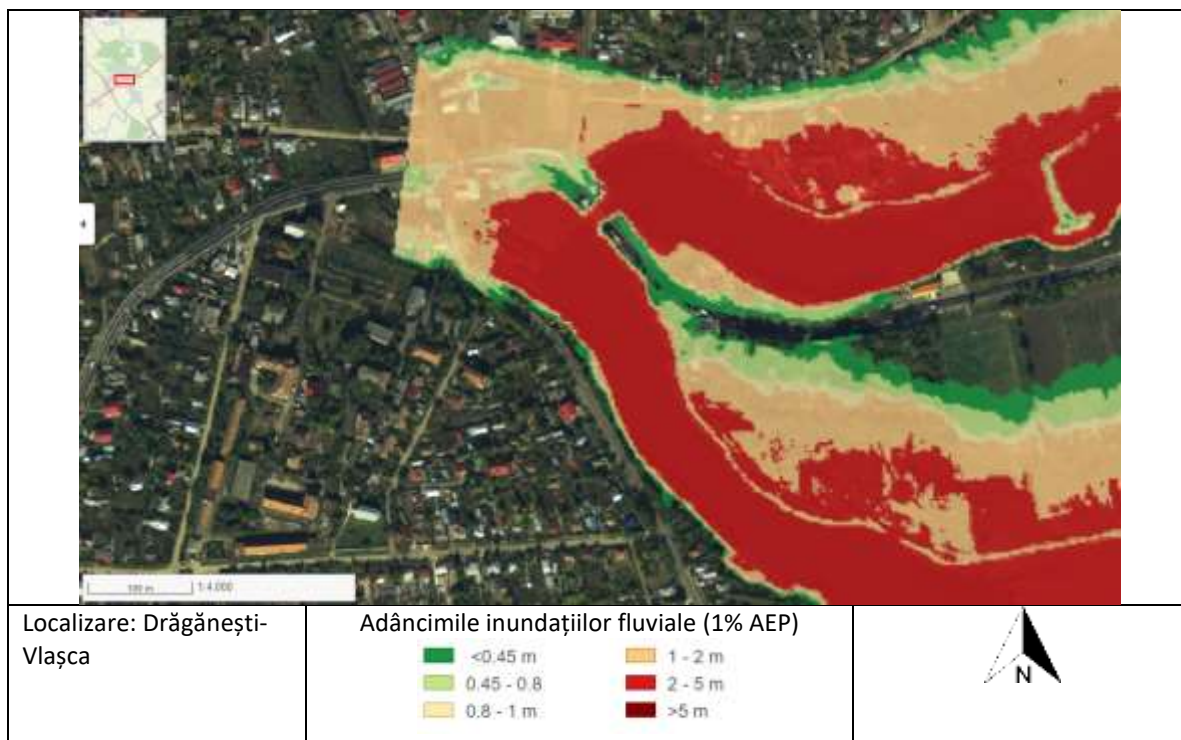 100 m
1:4.000
Localizare: Drăgănești-
Vlașca
Adâncimile inundațiilor fluviale (1% AEP)
<0.45 m
0.45 - 0.8
0.8 - 1 m
1 - 2 m
2 - 5 m
>5 m
N